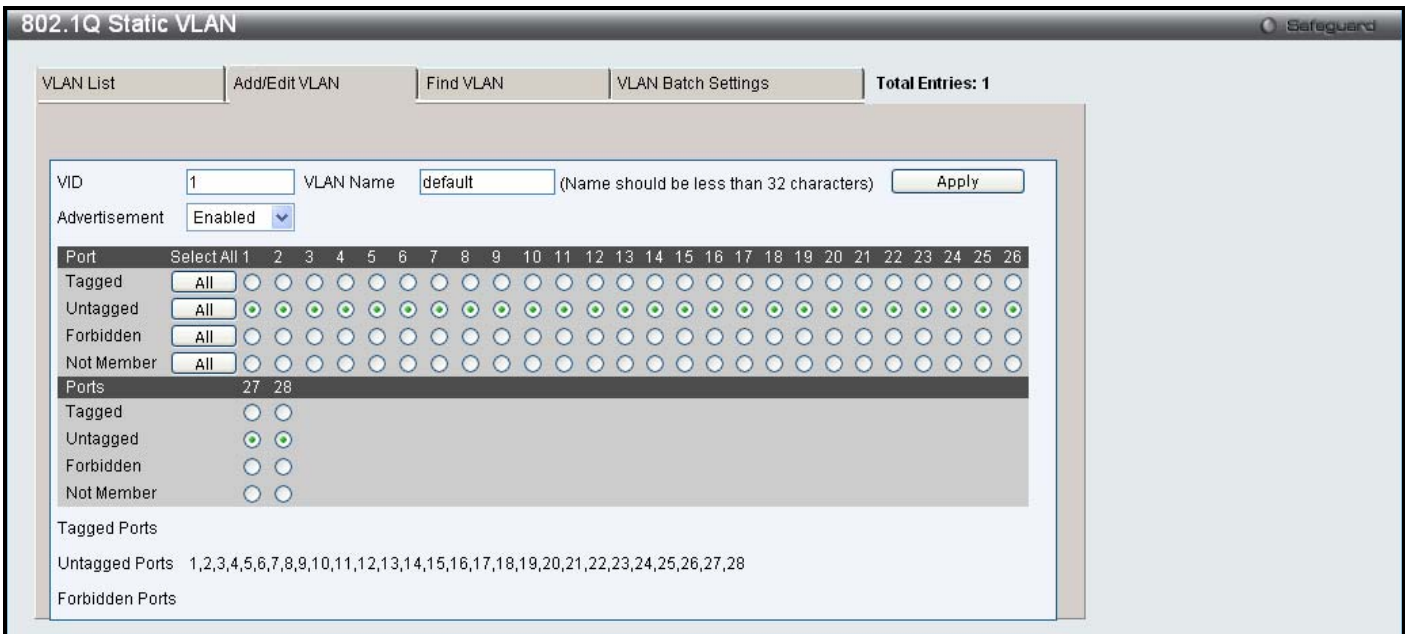 802.1Q Static VLAN
Safeguard
VLAN List Add/Edit VLAN Find VLAN VLAN Batch Settings Total Entries: 1
VID 1 VLAN Name default (Name should be less than 32 characters) Apply
Advertisement Enabled
Port Select All 1 2 3 4 5 6 7 8 9 10 11 12 13 14 15 16 17 18 19 20 21 22 23 24 25 26
Tagged All
Untagged All
Forbidden All
Not Member All
Ports 27 28
Tagged
Untagged
Forbidden
Not Member
Tagged Ports
Untagged Ports 1,2,3,4,5,6,7,8,9,10,11,12,13,14,15,16,17,18,19,20,21,22,23,24,25,26,27,28
Forbidden Ports